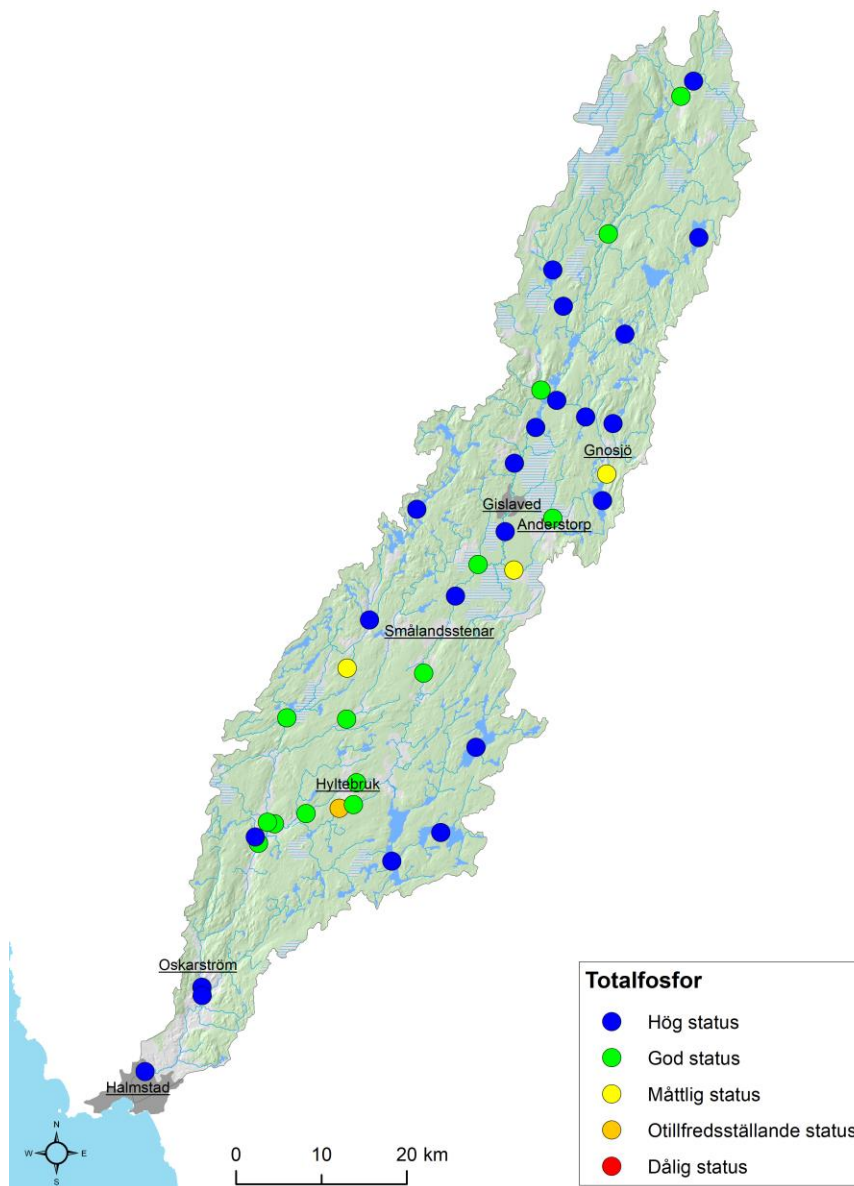 Gnosjö
Gislaved
Anderstorp
Smålandsstenar
Hyltebruk
Oskarström
Halmstad
N
W E
S
0 10 20 km
Totalfosfor
Hög status
God status
Måttlig status
Otillfredsställande status
Dålig status